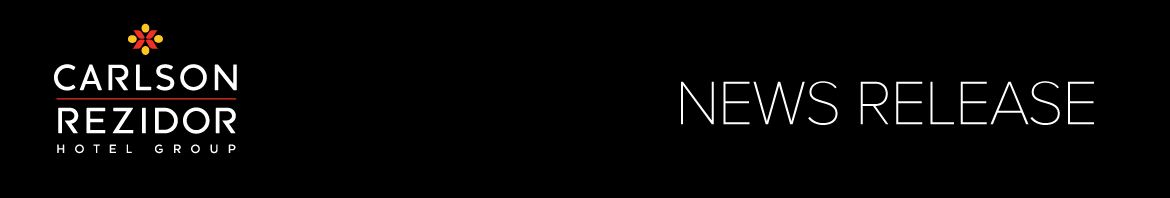 CARLSON
REZIDOR
HOTEL GROUP
NEWS RELEASE